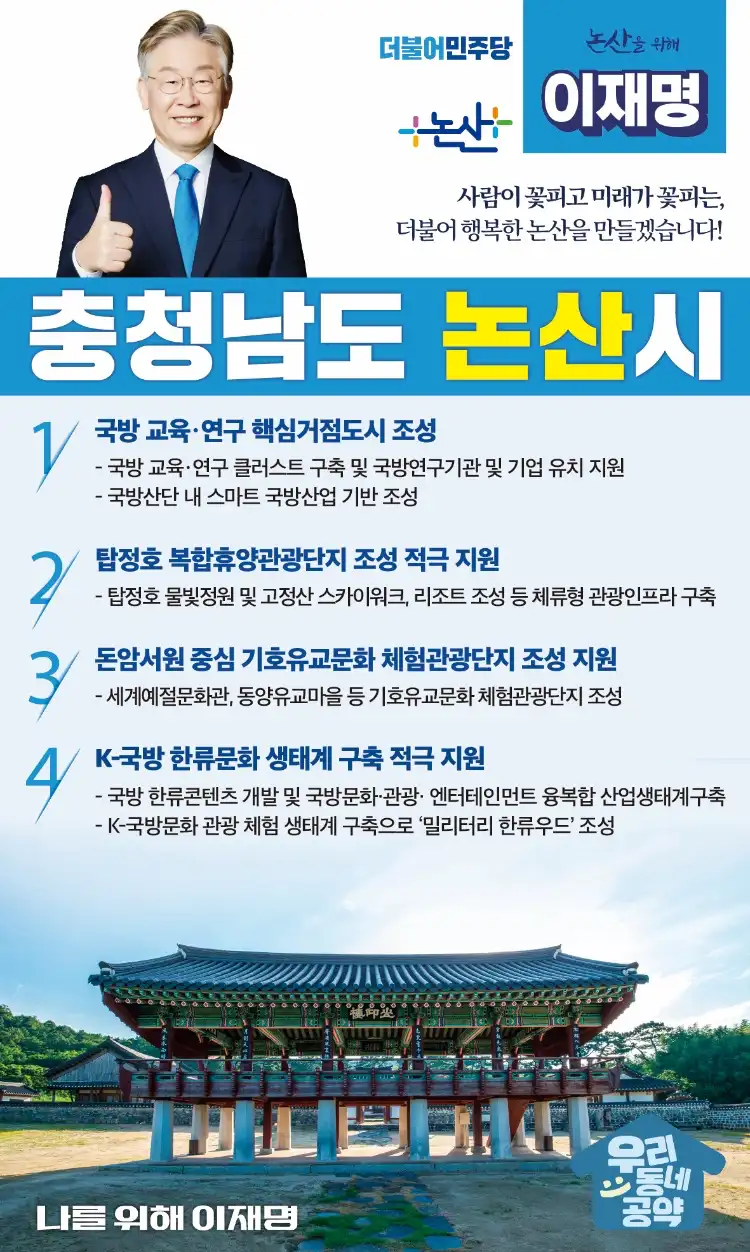 더불어민주당
논산을 위해
이재명
논산
사람이 꽃피고 미래가 꽃피는,
더불어 행복한 논산을 만들겠습니다!
충청남도 논산시
1 국방 교육·연구 핵심거점도시 조성
- 국방 교육·연구 클러스트 구축 및 국방연구기관 및 기업 유치 지원
- 국방산단 내 스마트 국방산업 기반 조성
2 탑정호 복합휴양관광단지 조성 적극 지원
- 탑정호 물빛정원 및 고정산 스카이워크, 리조트 조성 등 체류형 관광인프라 구축
3 돈암서원 중심 기호유교문화 체험관광단지 조성 지원
- 세계예절문화관, 동양유교마을 등 기호유교문화 체험관광단지 조성
4 K-국방 한류문화 생태계 구축 적극 지원
- 국방 한류콘텐츠 개발 및 국방문화·관광· 엔터테인먼트 융복합 산업생태계구축
- K-국방문화 관광 체험 생태계 구축으로 ‘밀리터리 한류우드’ 조성
樓仰山
우리
동네
공약
나를 위해 이재명